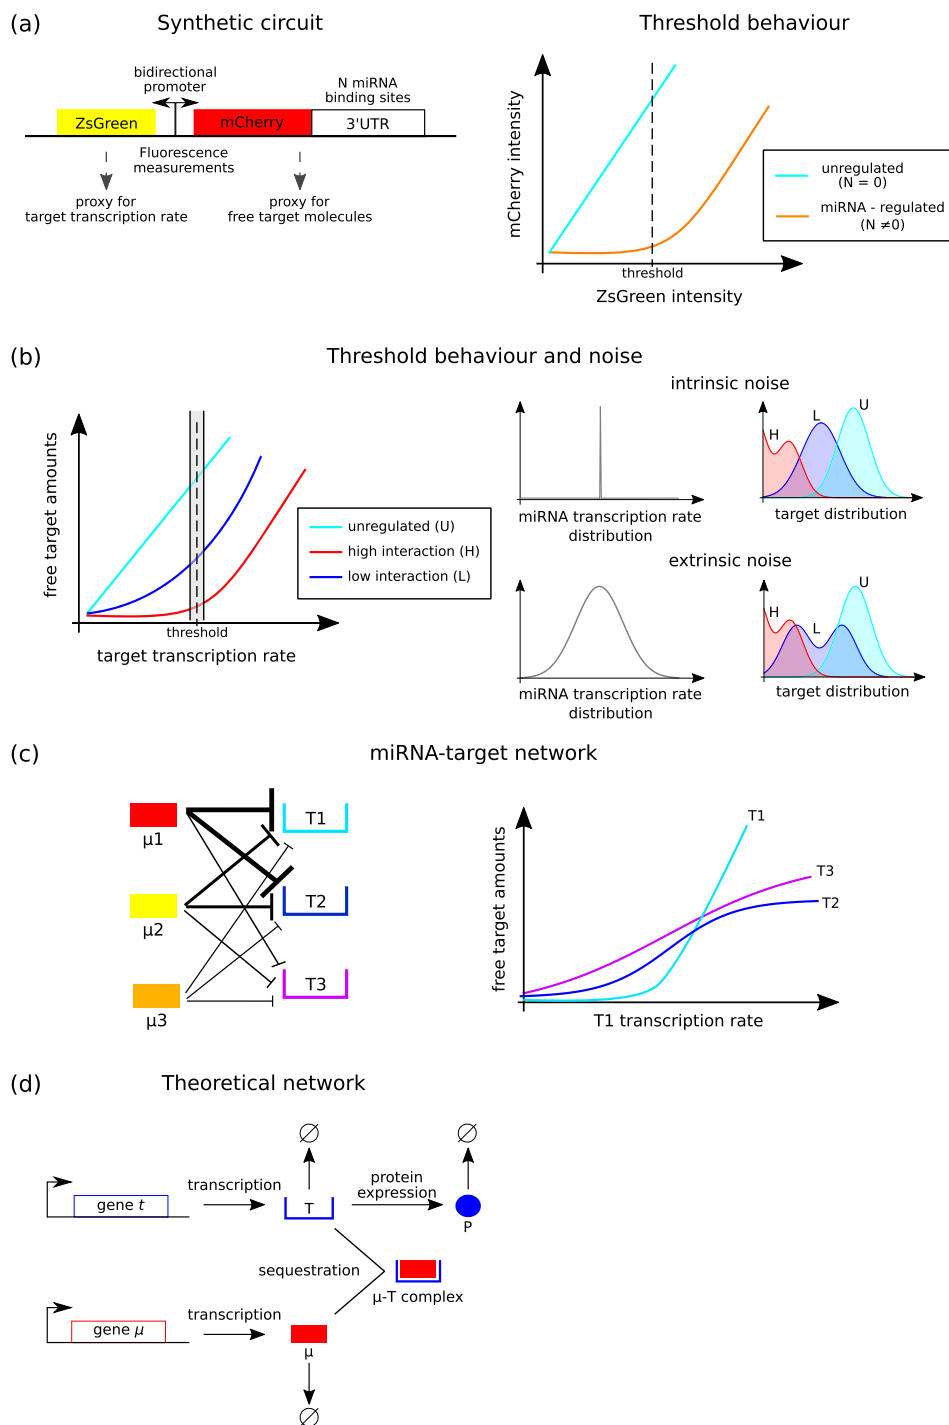 (a)
Synthetic circuit
Threshold behaviour
bidirectional
promoter
N miRNA
binding sites
ZsGreen
mCherry
3'UTR
Fluorescence
measurements
proxy for
target transcription rate
proxy for
free target molecules
mCherry intensity
threshold
ZsGreen intensity
unregulated
(N = 0)
miRNA - regulated
(N ≠0)
(b)
Threshold behaviour and noise
free target amounts
threshold
target transcription rate
unregulated (U)
high interaction (H)
low interaction (L)
intrinsic noise
miRNA transcription rate
distribution
H
L
U
target distribution
extrinsic noise
miRNA transcription rate
distribution
H
L
U
target distribution
(c)
miRNA-target network
μ1
μ2
μ3
T1
T2
T3
free target amounts
T1
T3
T2
T1 transcription rate
(d)
Theoretical network
∅
∅
gene t
transcription
T
protein
expression
P
sequestration
μ-T complex
gene μ
transcription
μ
∅